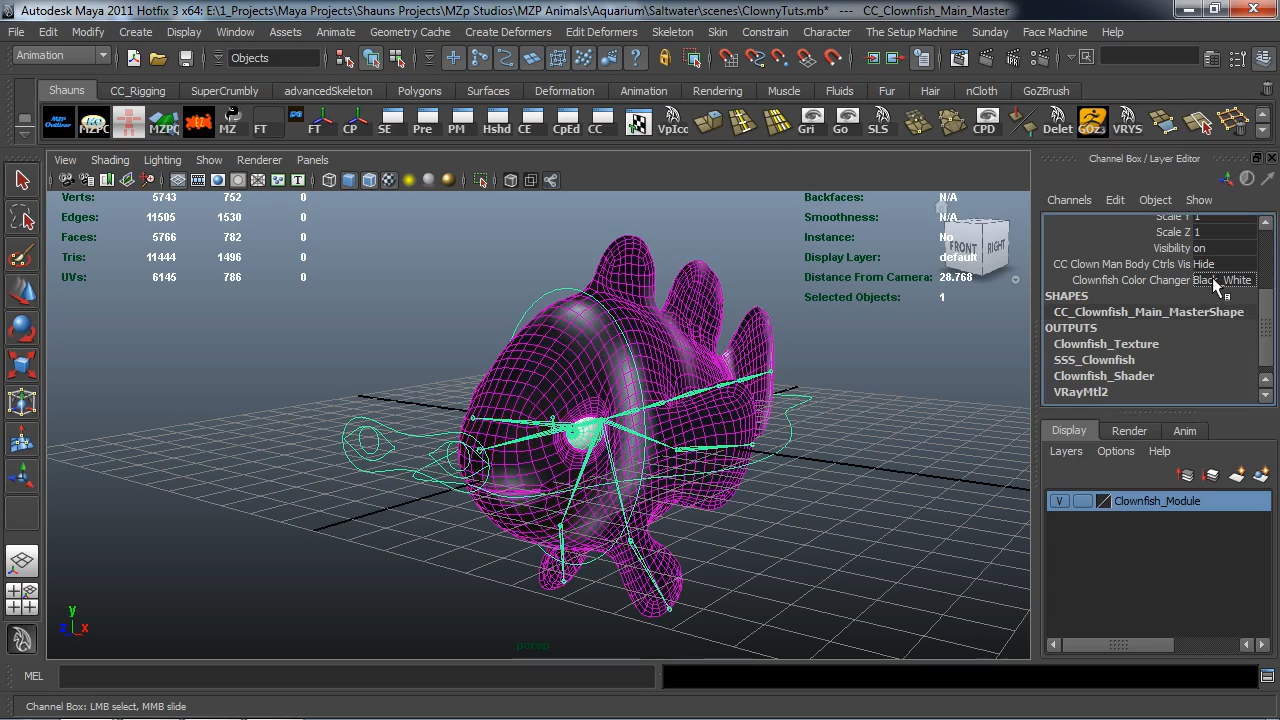 Autodesk Maya 2011 Hotfix 3 x64: E:\1_Projects\Maya Projects\Shauns Projects\MZp Studios\MZP Animals\Aquarium\Saltwater\scenes\ClownyTuts.mb* --- CC_Clownfish_Main_Master
File Edit Modify Create Display Window Assets Animate Geometry Cache Create Deformers Edit Deformers Skeleton Skin Constrain Character The Setup Machine Sunday Face Machine Help
Animation Objects
Shauns CC_Rigging SuperCrumbly advancedSkeleton Polygons Surfaces Deformation Animation Rendering Muscle Fluids Fur Hair nCloth GoZBrush
MZ FT FT CP SE Pre PM Hshd CE CpEd CC VpIcc Gri Go SLS CPD Delet GOz3 VRYS
View Shading Lighting Show Renderer Panels
Channel Box / Layer Editor
Channels Edit Object Show
Verts: 5743 752 0
Edges: 11505 1530 0
Faces: 5766 782 0
Tris: 11444 1496 0
UVs: 6145 786 0
Backfaces: N/A
Smoothness: N/A
Instance: No
Display Layer: default
Distance From Camera: 28.768
Selected Objects: 1
FRONT RIGHT
Scale Y 1
Scale Z 1
Visibility on
CC Clown Man Body Ctrls Vis Hide
Clownfish Color Changer Black_White
SHAPES
CC_Clownfish_Main_MasterShape
OUTPUTS
Clownfish_Texture
SSS_Clownfish
Clownfish_Shader
VRayMtl2
Display Render Anim
Layers Options Help
V Clownfish_Module
y
z x
persp
MEL
Channel Box: LMB select, MMB slide